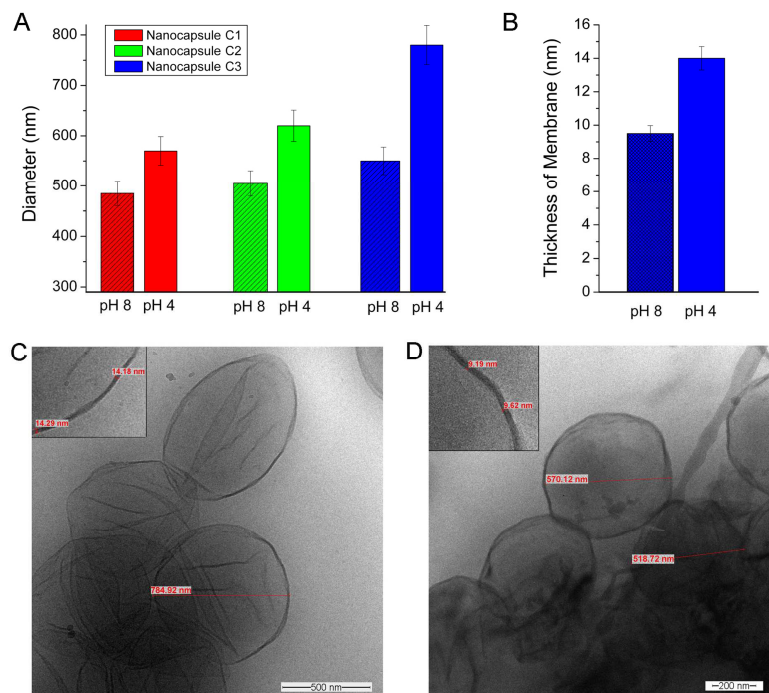 A
Nanocapsule C1
Nanocapsule C2
Nanocapsule C3
Diameter (nm)
800
700
600
500
400
300
pH 8
pH 4
pH 8
pH 4
pH 8
pH 4
B
Thickness of Membrane (nm)
16
14
12
10
8
6
4
2
0
pH 8
pH 4
C
14.18 nm
14.29 nm
784.92 nm
500 nm
D
9.19 nm
9.62 nm
570.12 nm
518.72 nm
200 nm